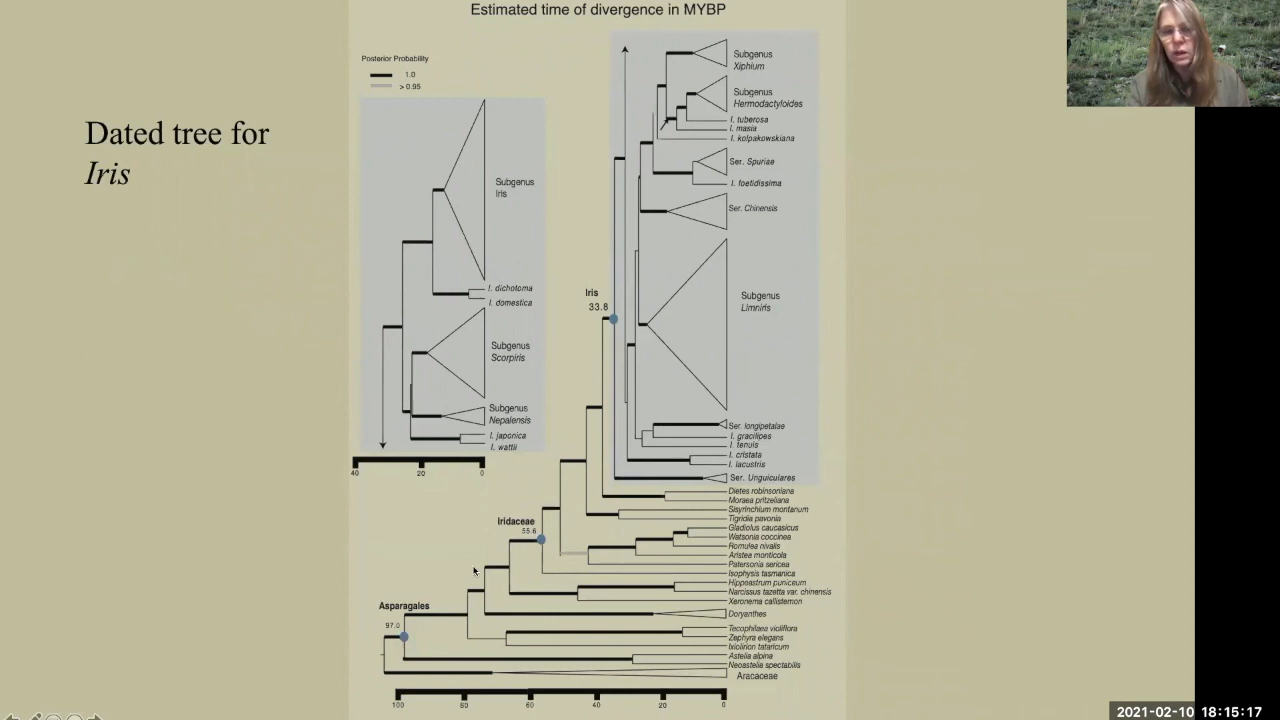 Estimated time of divergence in MYBP
Dated tree for
Iris
Posterior Probability
1.0
> 0.95
Subgenus
Iris
I. dichotoma
I. domestica
Subgenus
Scorpiris
Subgenus
Nepalensis
I. japonica
I. wattii
40 20 0
Subgenus
Xiphium
Subgenus
Hermodactyloides
I. tuberosa
I. masia
I. kolpakowskiana
Ser. Spuriae
I. foetidissima
Ser. Chinensis
Iris
33.8
Subgenus
Limniris
Ser. longipetalae
I. gracilipes
I. tenuis
I. cristata
I. lacustris
Ser. Unguiculares
Dietes robinsoniana
Moraea pritzeliana
Sisyrinchium montanum
Tigridia pavonia
Iridaceae
55.6
Gladiolus caucasicus
Watsonia coccinea
Romulea nivalis
Aristea monticola
Patersonia sericea
Isophysis tasmanica
Hippeastrum puniceum
Narcissus tazetta var. chinensis
Xeronema callistemon
Asparagales
97.0
Doryanthes
Tecophilaea violiflora
Zephyra elegans
Ixiolirion tataricum
Astelia alpina
Neoastelia spectabilis
Aracaceae
100 80 60 40 20 0
2021-02-10 18:15:17